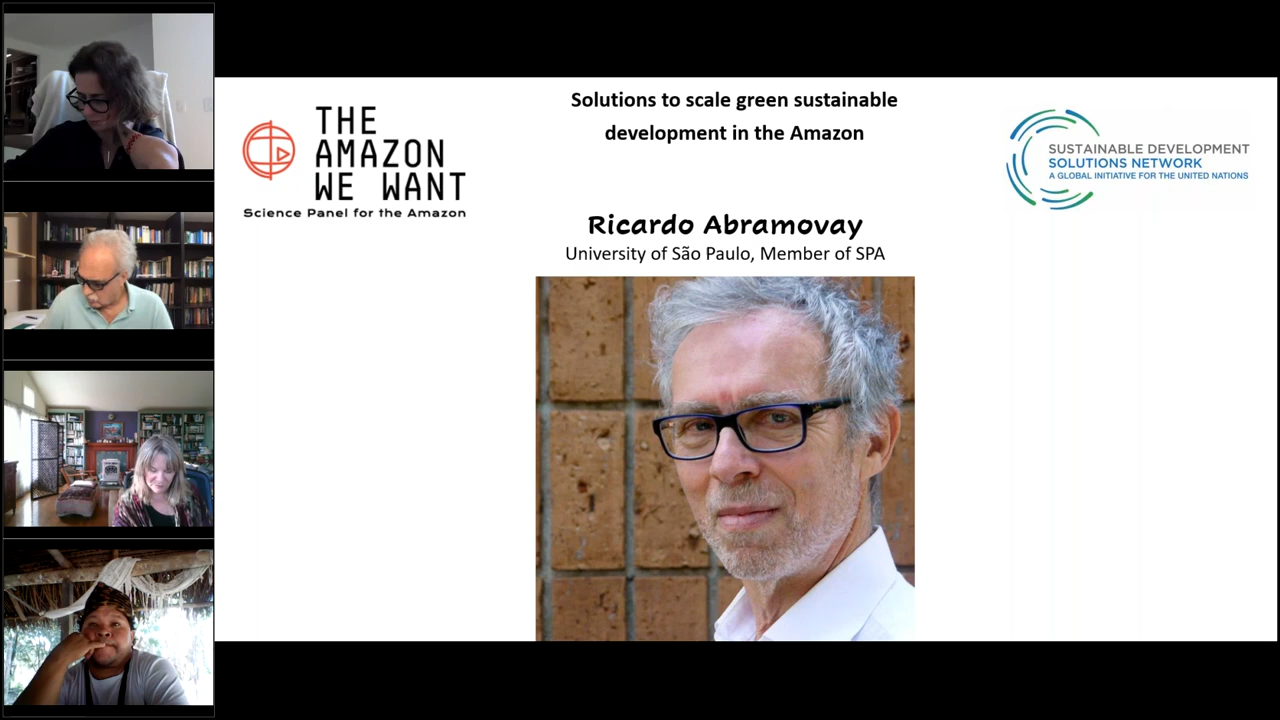 THE
AMAZON
WE WANT
Science Panel for the Amazon
Solutions to scale green sustainable
development in the Amazon
SUSTAINABLE DEVELOPMENT
SOLUTIONS NETWORK
A GLOBAL INITIATIVE FOR THE UNITED NATIONS
Ricardo Abramovay
University of São Paulo, Member of SPA